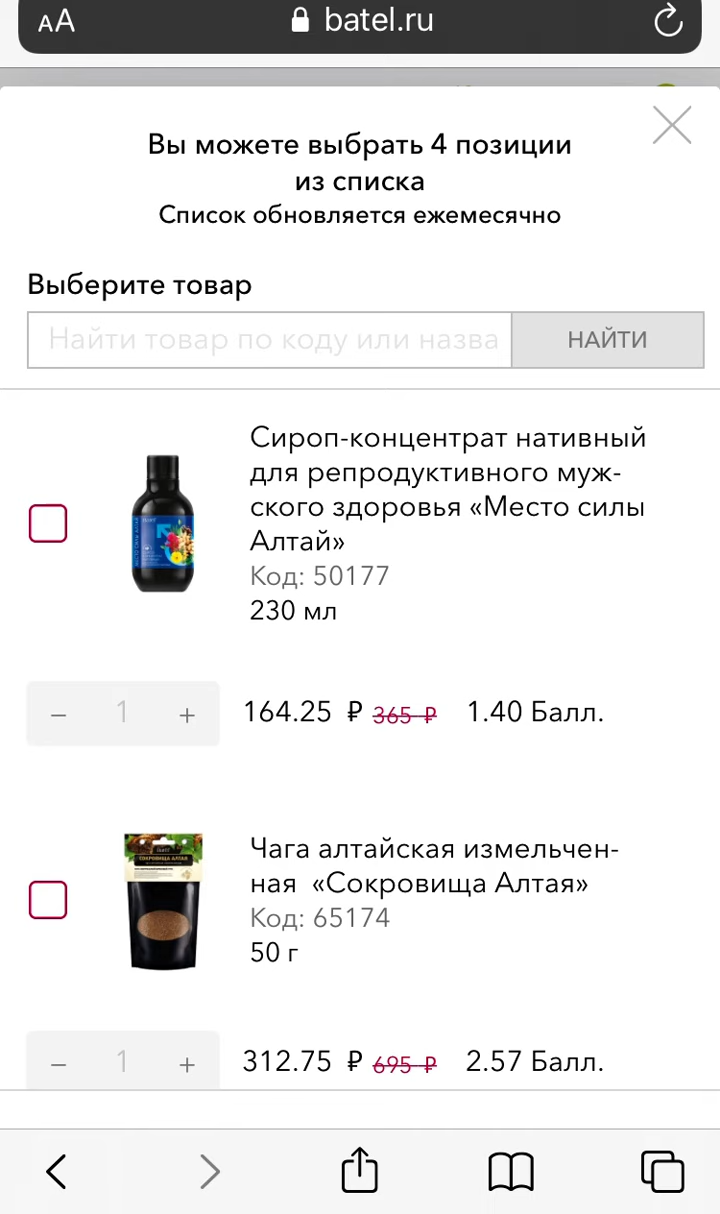 AA batel.ru
Вы можете выбрать 4 позиции
из списка
Список обновляется ежемесячно
Выберите товар
Найти товар по коду или назва
НАЙТИ
Сироп-концентрат нативный
для репродуктивного муж-
ского здоровья «Место силы
Алтай»
Код: 50177
230 мл
− 1 + 164.25 ₽ 365 ₽ 1.40 Балл.
СОКРОВИЩА АЛТАЯ
Чага алтайская измельчен-
ная «Сокровища Алтая»
Код: 65174
50 г
− 1 + 312.75 ₽ 695 ₽ 2.57 Балл.